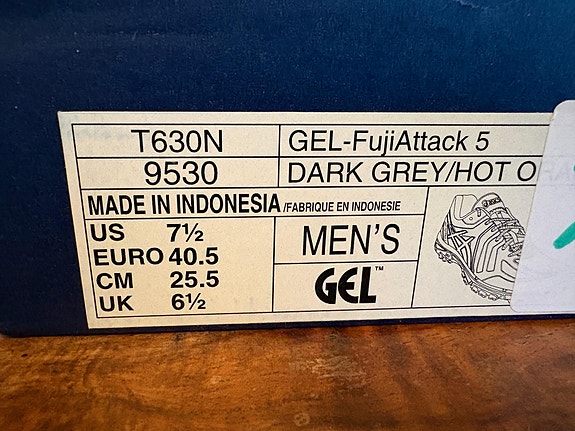 T630N GEL-FujiAttack 5
9530 DARK GREY/HOT
MADE IN INDONESIA /FABRIQUE EN INDONESIE
US 7½
EURO 40.5
CM 25.5
UK 6½
MEN'S
GEL™